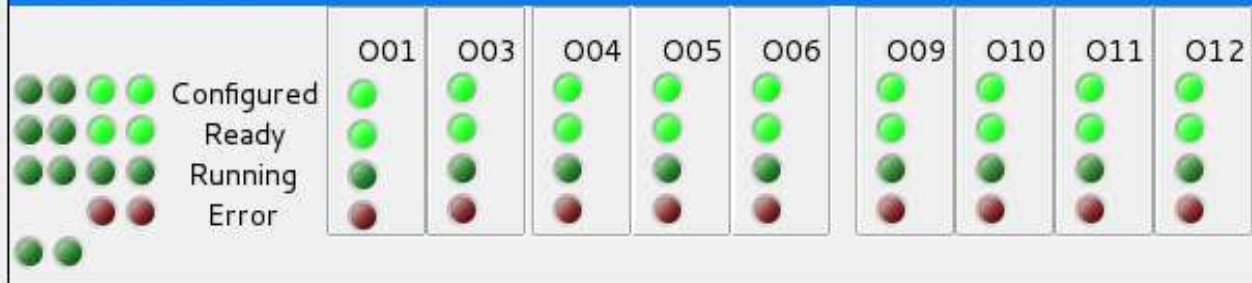 O01 O03 O04 O05 O06 O09 O10 O11 O12
Configured
Ready
Running
Error